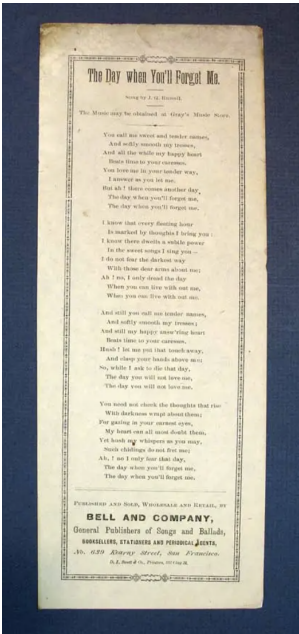 The Day when You'll Forget Me.
Sung by J. G. Russell.
The Music may be obtained at Gray's Music Store.
You call me sweet and tender names,
And softly smooth my tresses,
And all the while my happy heart
Beats time to your caresses.
You love me in your tender way,
I answer as you let me,
But ah! there comes another day,
The day when you'll forget me,
The day when you'll forget me.
I know that every fleeting hour
Is marked by thoughts I bring you;
I know there dwells a subtle power
In the sweet songs I sing you—
I do not fear the darkest way
With those dear arms about me;
Ah! no, I only dread the day
When you can live with out me,
When you can live with out me.
And still you call me tender names,
And softly smooth my tresses;
And still my happy answ'ring heart
Beats time to your caresses.
Hush! let me put that touch away,
And clasp your hands above me;
So, while I ask to die that day,
The day you will not love me,
The day you will not love me.
You need not check the thoughts that rise
With darkness wrapt about them;
For gazing in your earnest eyes,
My heart can all most doubt them,
Yet hush my whispers as you may,
Such chidings do not fret me;
Ah,! no I only fear that day,
The day when you'll forget me,
The day when you'll forget me.
Published and Sold, Wholesale and Retail, by
BELL AND COMPANY,
General Publishers of Songs and Ballads,
BOOKSELLERS, STATIONERS AND PERIODICAL AGENTS,
No. 639 Kearny Street, San Francisco.
& Co., Printers,